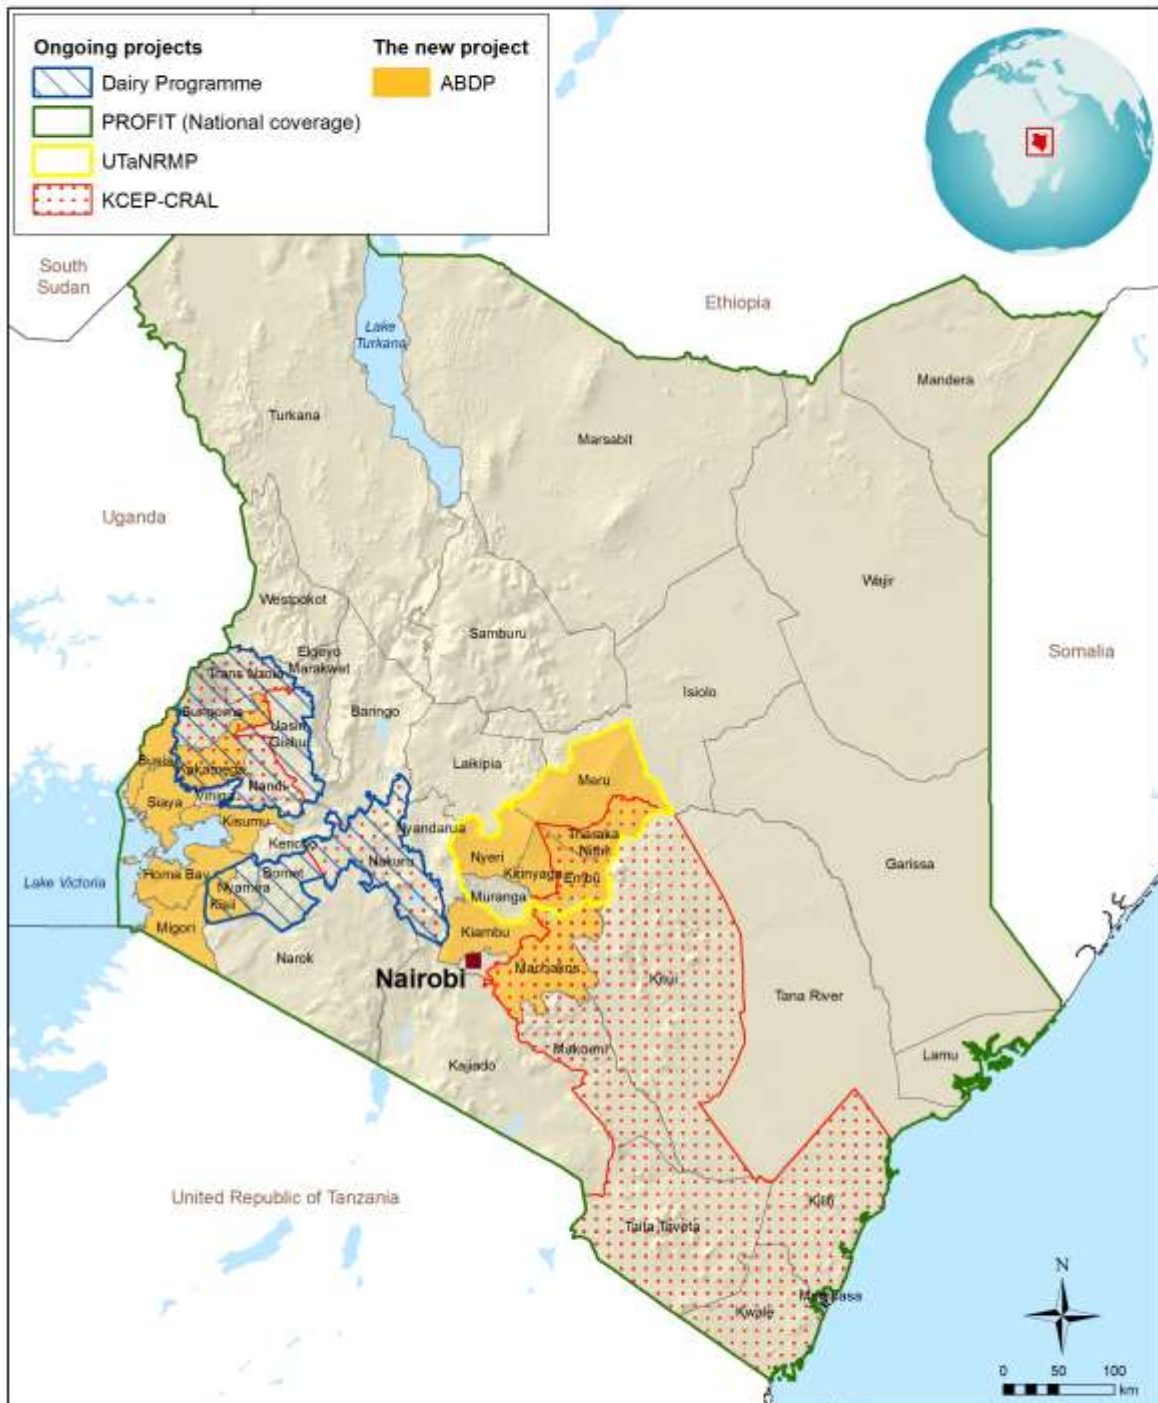 Ongoing projects
The new project
Dairy Programme
ABDP
PROFIT (National coverage)
UTaNRMP
KCEP-CRAL
South
Sudan
Ethiopia
Lake
Turkana
Mandera
Turkana
Marsabit
Uganda
Wajir
Westpokot
Samburu
Elgeyo
Marakwet
Somalia
Trans Nzoia
Isiolo
Bungoma
Baringo
Uasin
Gishu
Busia
Laikipia
Kakamega
Meru
Nandi
Vihiga
Siaya
Kisumu
Nyandarua
Tharaka
Nithi
Kericho
Nyeri
Nakuru
Garissa
Homa Bay
Bomet
Kirinyaga
Embu
Lake Victoria
Nyamira
Muranga
Kisii
Migori
Kiambu
Narok
Machakos
Nairobi
Kitui
Tana River
Makueni
Lamu
Kajiado
United Republic of Tanzania
Kilifi
Taita Taveta
N
Mombasa
Kwale
0 50 100
km